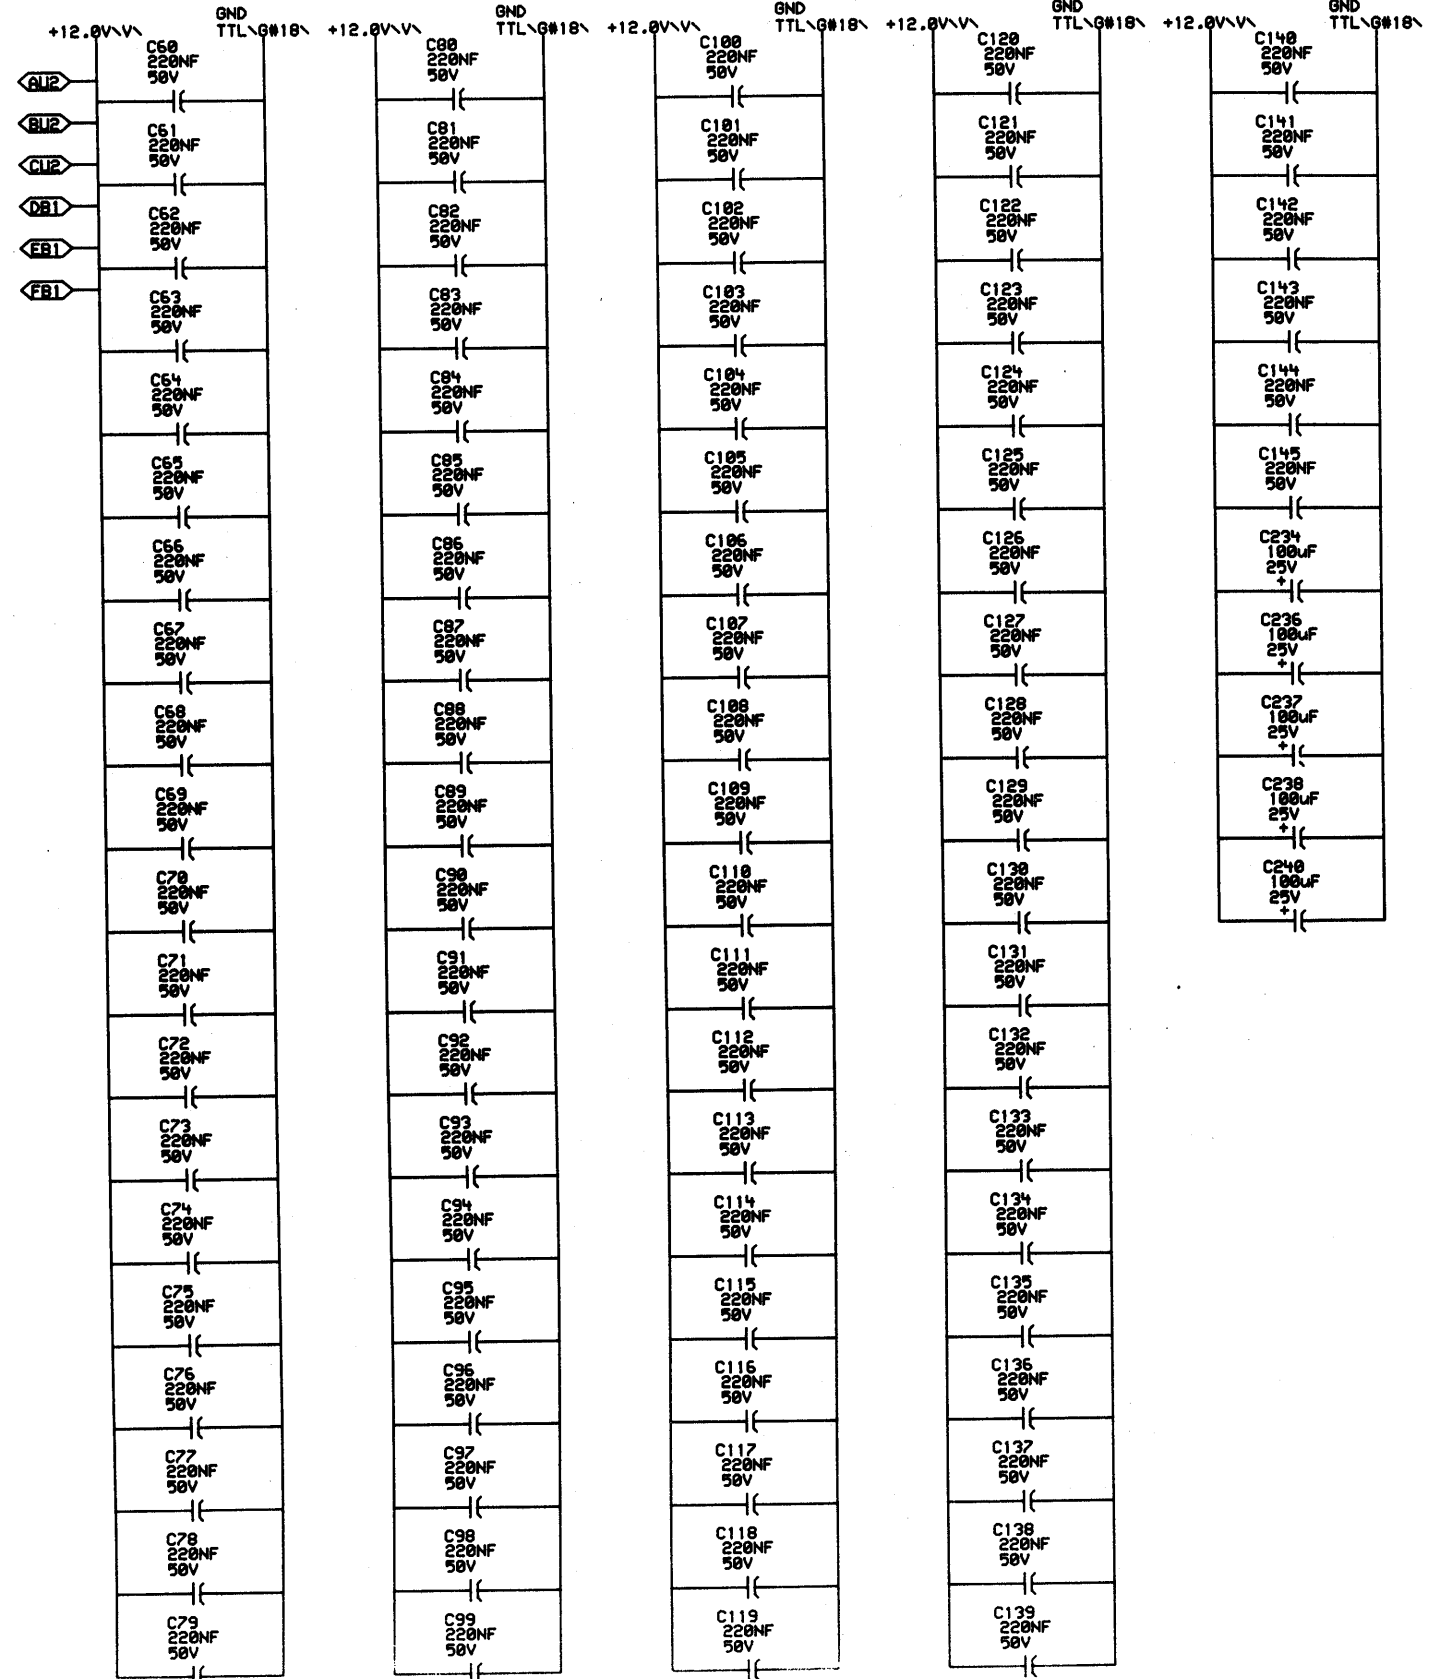 +12.0V\V\
GND
TTL\G#18\
AU2
BU2
CU2
DB1
EB1
FB1
C60
220NF
50V
C61
220NF
50V
C62
220NF
50V
C63
220NF
50V
C64
220NF
50V
C65
220NF
50V
C66
220NF
50V
C67
220NF
50V
C68
220NF
50V
C69
220NF
50V
C70
220NF
50V
C71
220NF
50V
C72
220NF
50V
C73
220NF
50V
C74
220NF
50V
C75
220NF
50V
C76
220NF
50V
C77
220NF
50V
C78
220NF
50V
C79
220NF
50V
+12.0V\V\
GND
TTL\G#18\
C80
220NF
50V
C81
220NF
50V
C82
220NF
50V
C83
220NF
50V
C84
220NF
50V
C85
220NF
50V
C86
220NF
50V
C87
220NF
50V
C88
220NF
50V
C89
220NF
50V
C90
220NF
50V
C91
220NF
50V
C92
220NF
50V
C93
220NF
50V
C94
220NF
50V
C95
220NF
50V
C96
220NF
50V
C97
220NF
50V
C98
220NF
50V
C99
220NF
50V
+12.0V\V\
GND
TTL\G#18\
C100
220NF
50V
C101
220NF
50V
C102
220NF
50V
C103
220NF
50V
C104
220NF
50V
C105
220NF
50V
C106
220NF
50V
C107
220NF
50V
C108
220NF
50V
C109
220NF
50V
C110
220NF
50V
C111
220NF
50V
C112
220NF
50V
C113
220NF
50V
C114
220NF
50V
C115
220NF
50V
C116
220NF
50V
C117
220NF
50V
C118
220NF
50V
C119
220NF
50V
+12.0V\V\
GND
TTL\G#18\
C120
220NF
50V
C121
220NF
50V
C122
220NF
50V
C123
220NF
50V
C124
220NF
50V
C125
220NF
50V
C126
220NF
50V
C127
220NF
50V
C128
220NF
50V
C129
220NF
50V
C130
220NF
50V
C131
220NF
50V
C132
220NF
50V
C133
220NF
50V
C134
220NF
50V
C135
220NF
50V
C136
220NF
50V
C137
220NF
50V
C138
220NF
50V
C139
220NF
50V
+12.0V\V\
GND
TTL\G#18\
C140
220NF
50V
C141
220NF
50V
C142
220NF
50V
C143
220NF
50V
C144
220NF
50V
C145
220NF
50V
C234
100uF
25V
+
C236
100uF
25V
+
C237
100uF
25V
+
C238
100uF
25V
+
C240
100uF
25V
+